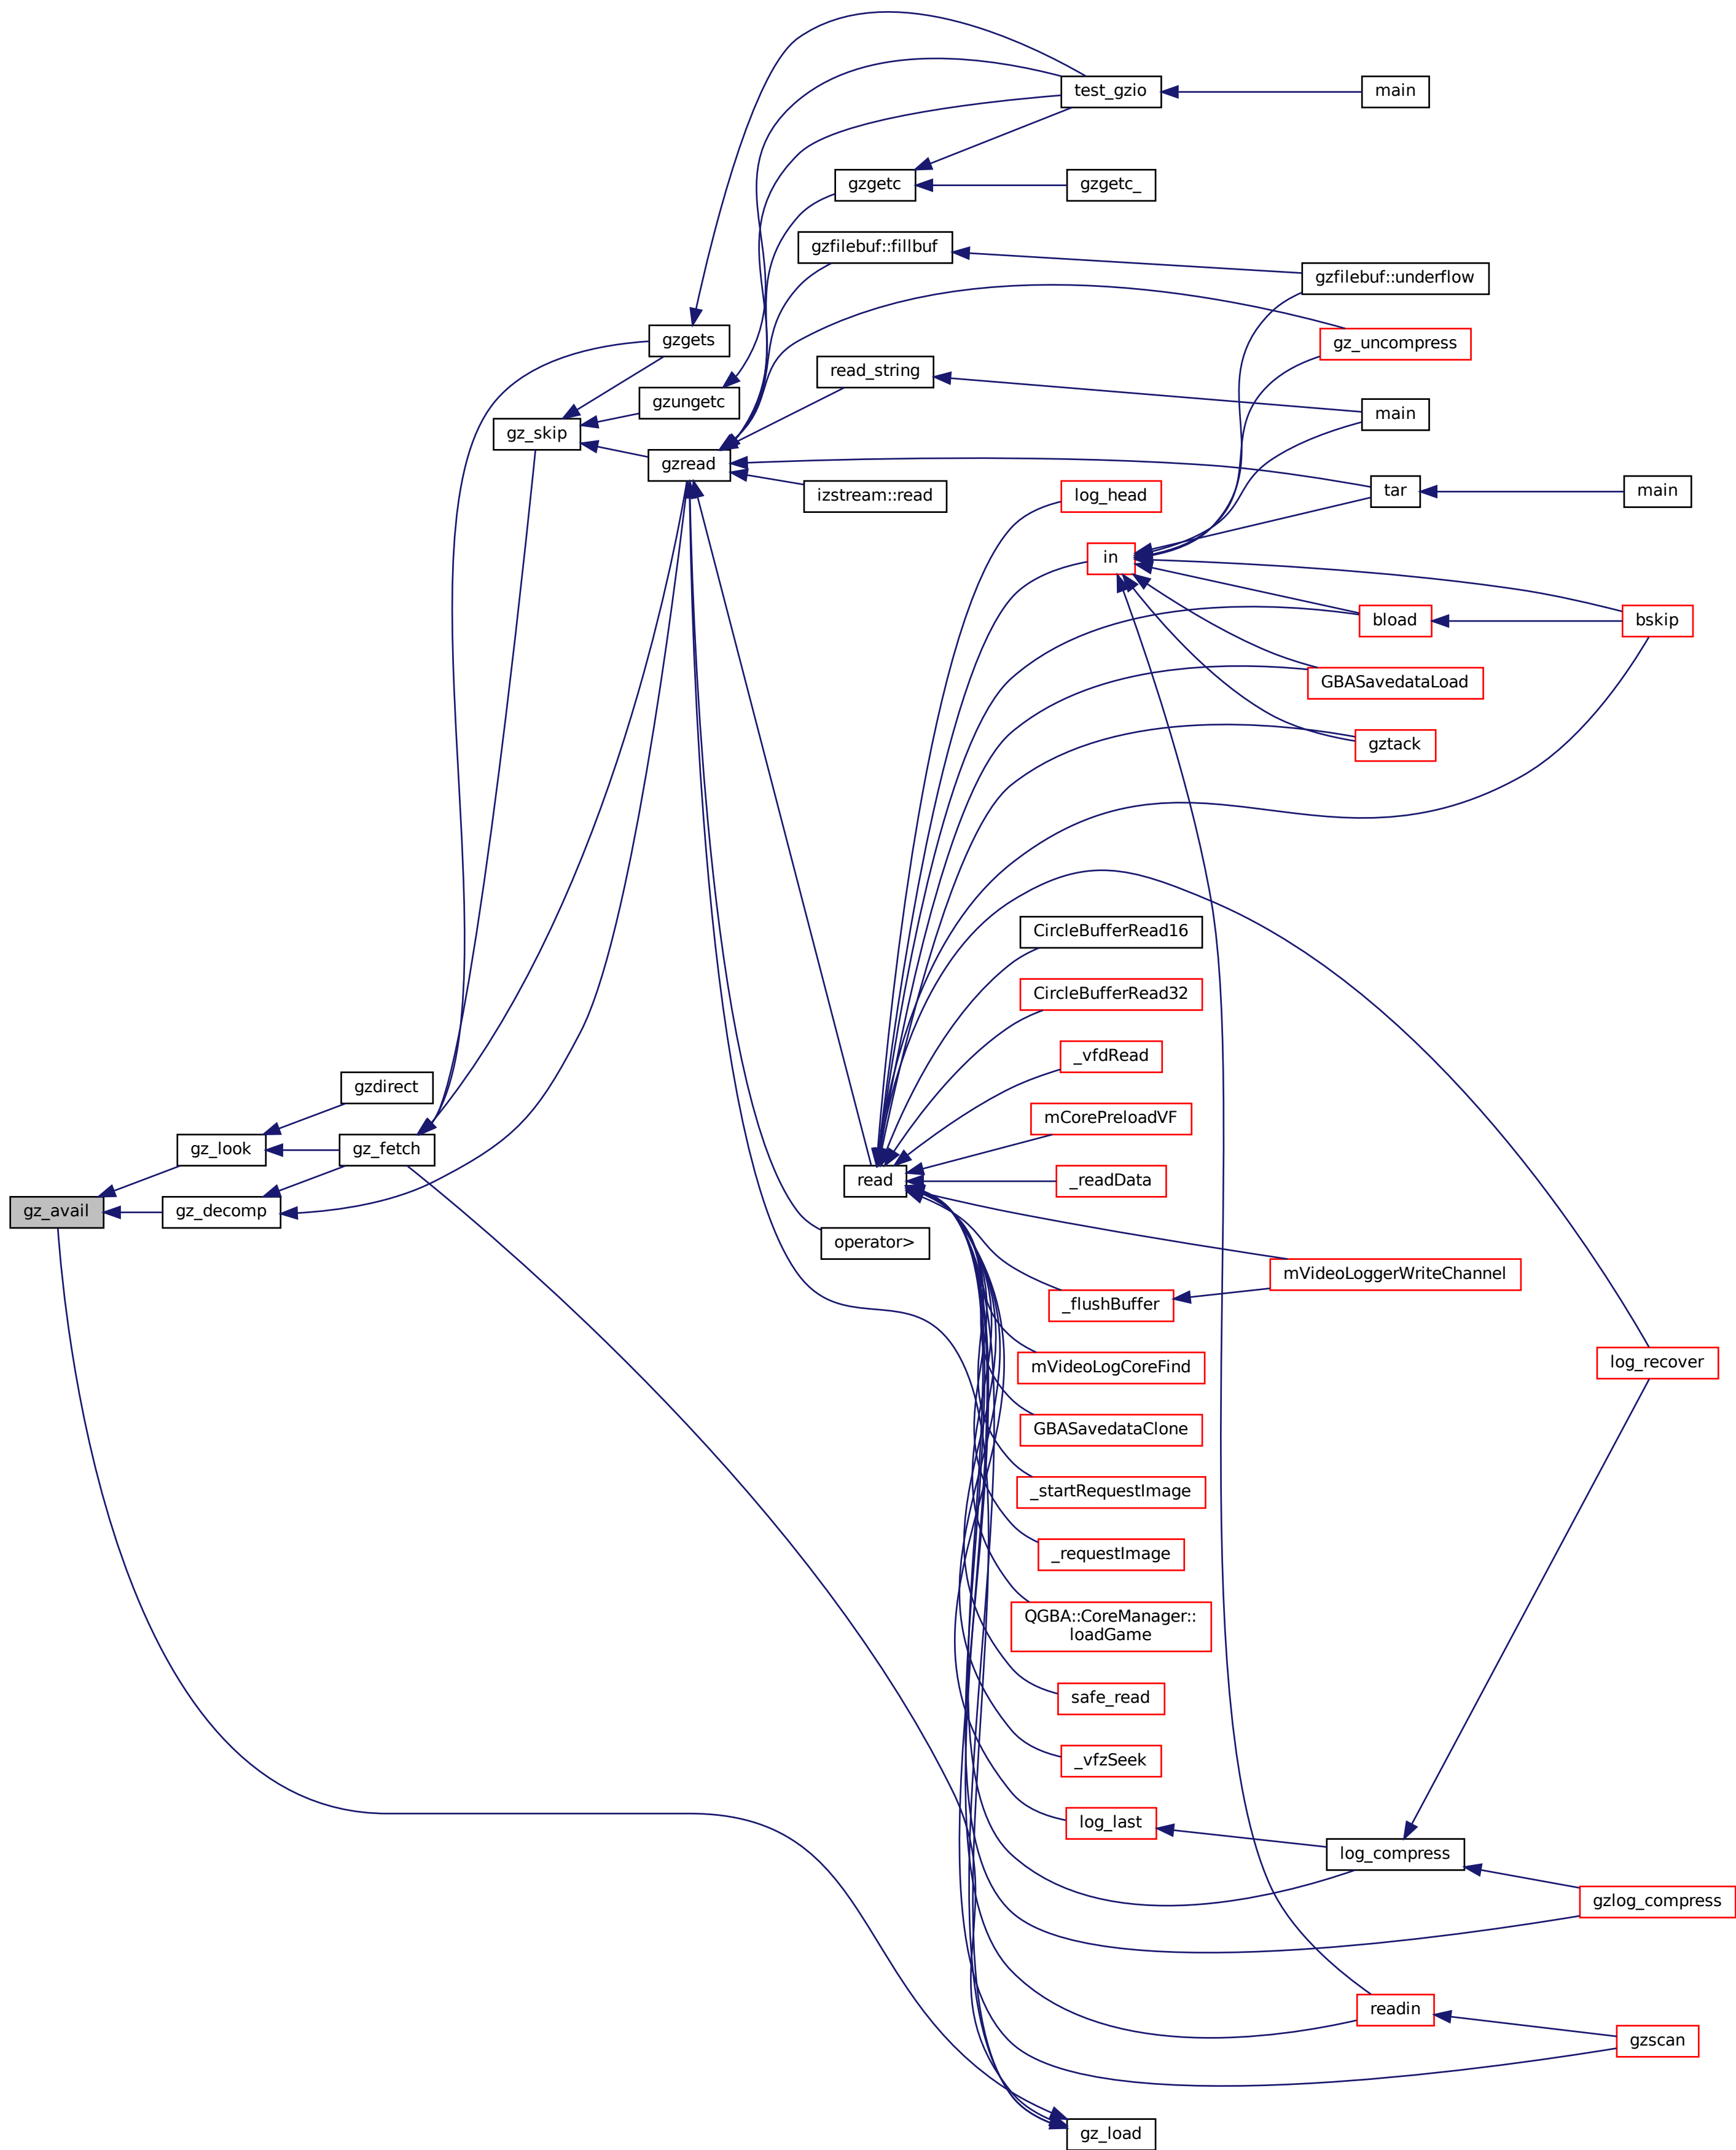 test_gzio
main
gzgetc
gzgetc_
gzfilebuf::fillbuf
gzfilebuf::underflow
gzgets
gz_uncompress
read_string
gzungetc
main
gz_skip
gzread
tar
main
izstream::read
log_head
in
bload
bskip
GBASavedataLoad
gztack
CircleBufferRead16
CircleBufferRead32
_vfdRead
gzdirect
mCorePreloadVF
gz_look
gz_fetch
read
_readData
gz_avail
gz_decomp
operator>
mVideoLoggerWriteChannel
_flushBuffer
mVideoLogCoreFind
log_recover
GBASavedataClone
_startRequestImage
_requestImage
QGBA::CoreManager::
loadGame
safe_read
_vfzSeek
log_last
log_compress
gzlog_compress
readin
gzscan
gz_load